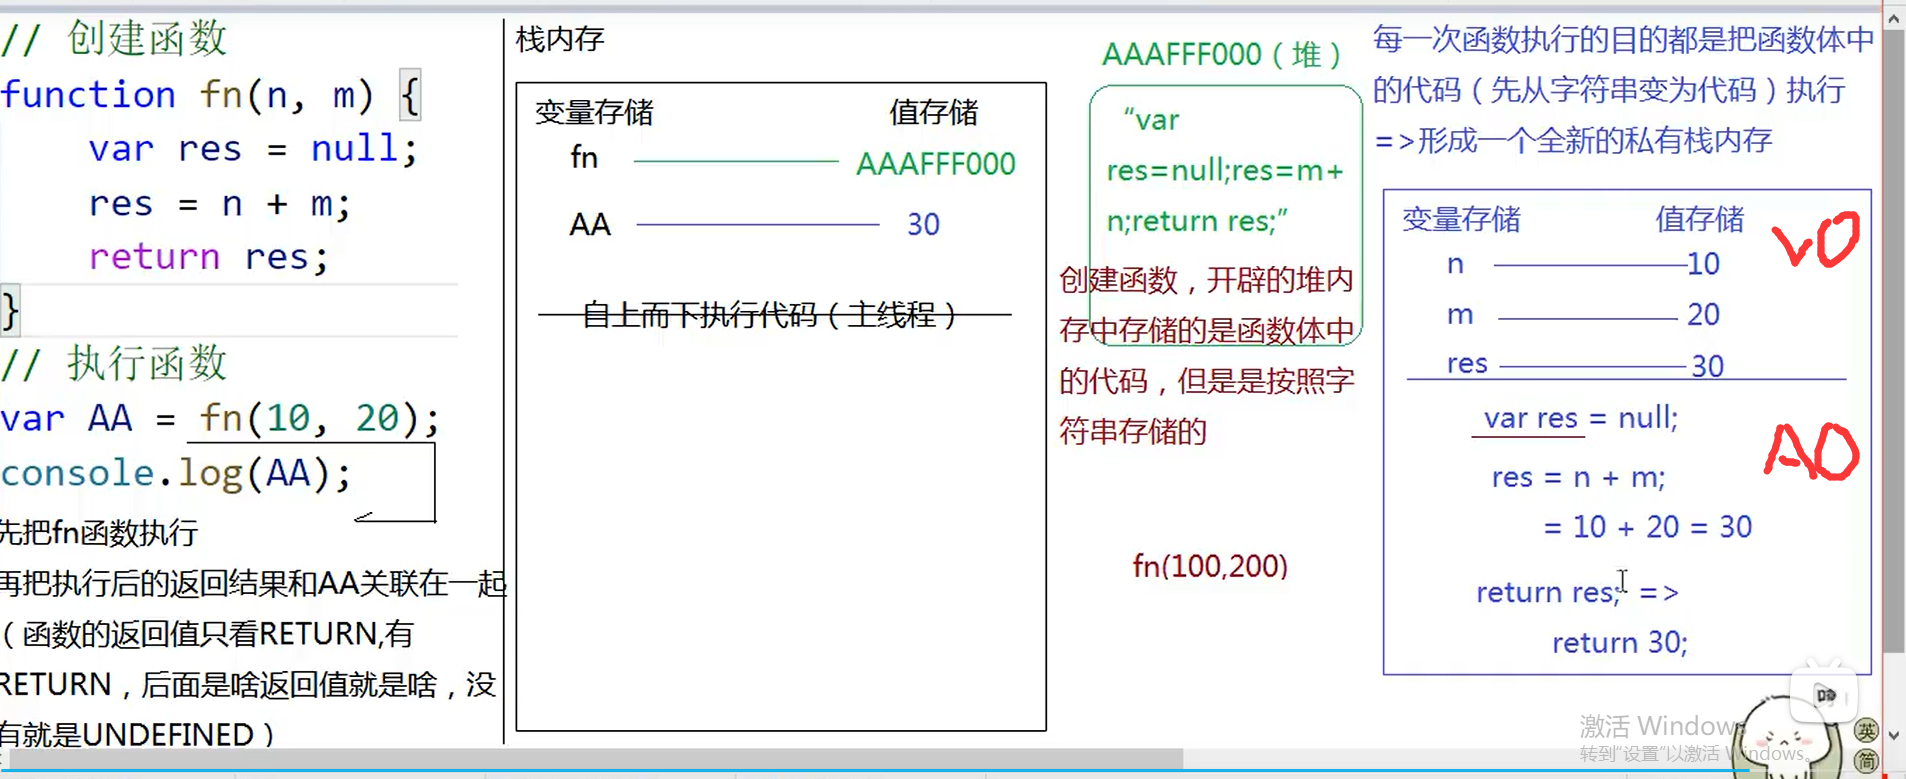 // 创建函数
function fn(n, m) {
var res = null;
res = n + m;
return res;
}
// 执行函数
var AA = fn(10, 20);
console.log(AA);
先把fn函数执行
再把执行后的返回结果和AA关联在一起
（函数的返回值只看RETURN,有
RETURN，后面是啥返回值就是啥，没
有就是UNDEFINED）
栈内存
变量存储 值存储
fn AAAFFF000
AA 30
自上而下执行代码（主线程）
AAAFFF000（堆）
“var
res=null;res=m+
n;return res;”
创建函数，开辟的堆内
存中存储的是函数体中
的代码，但是是按照字
符串存储的
fn(100,200)
每一次函数执行的目的都是把函数体中
的代码（先从字符串变为代码）执行
=>形成一个全新的私有栈内存
变量存储 值存储
VO
n 10
m 20
res 30
var res = null;
AO
res = n + m;
= 10 + 20 = 30
return res; =>
return 30;
激活 Windows
转到"设置"以激活 Windows。
英
简